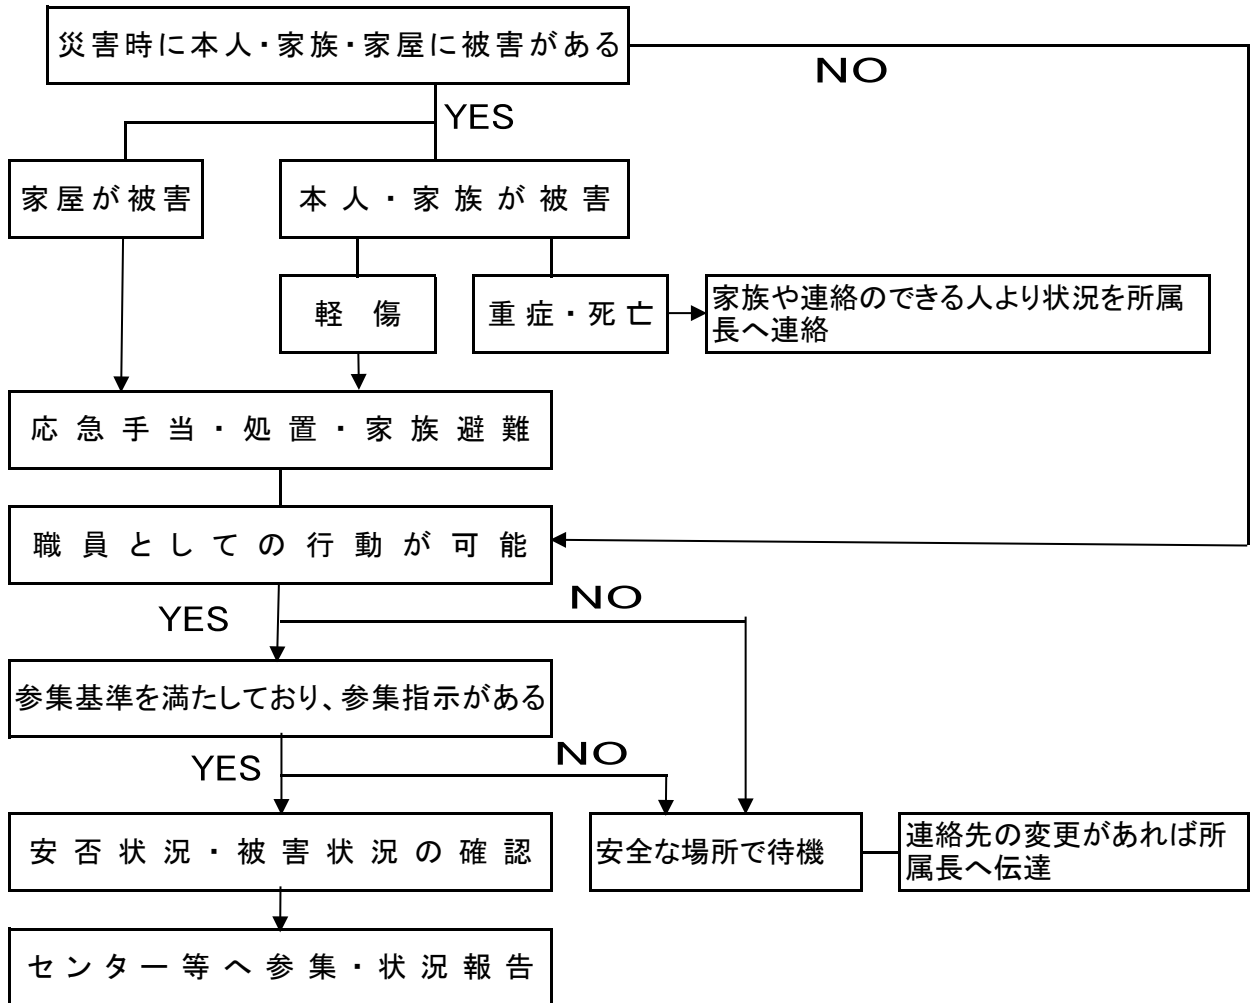 災害時に本人・家族・家屋に被害がある
NO
YES
家屋が被害
本人・家族が被害
軽傷
重症・死亡
家族や連絡のできる人より状況を所属
長へ連絡
応急手当・処置・家族避難
職員としての行動が可能
YES
NO
参集基準を満たしており、参集指示がある
YES
NO
安否状況・被害状況の確認
安全な場所で待機
連絡先の変更があれば所
属長へ伝達
センター等へ参集・状況報告